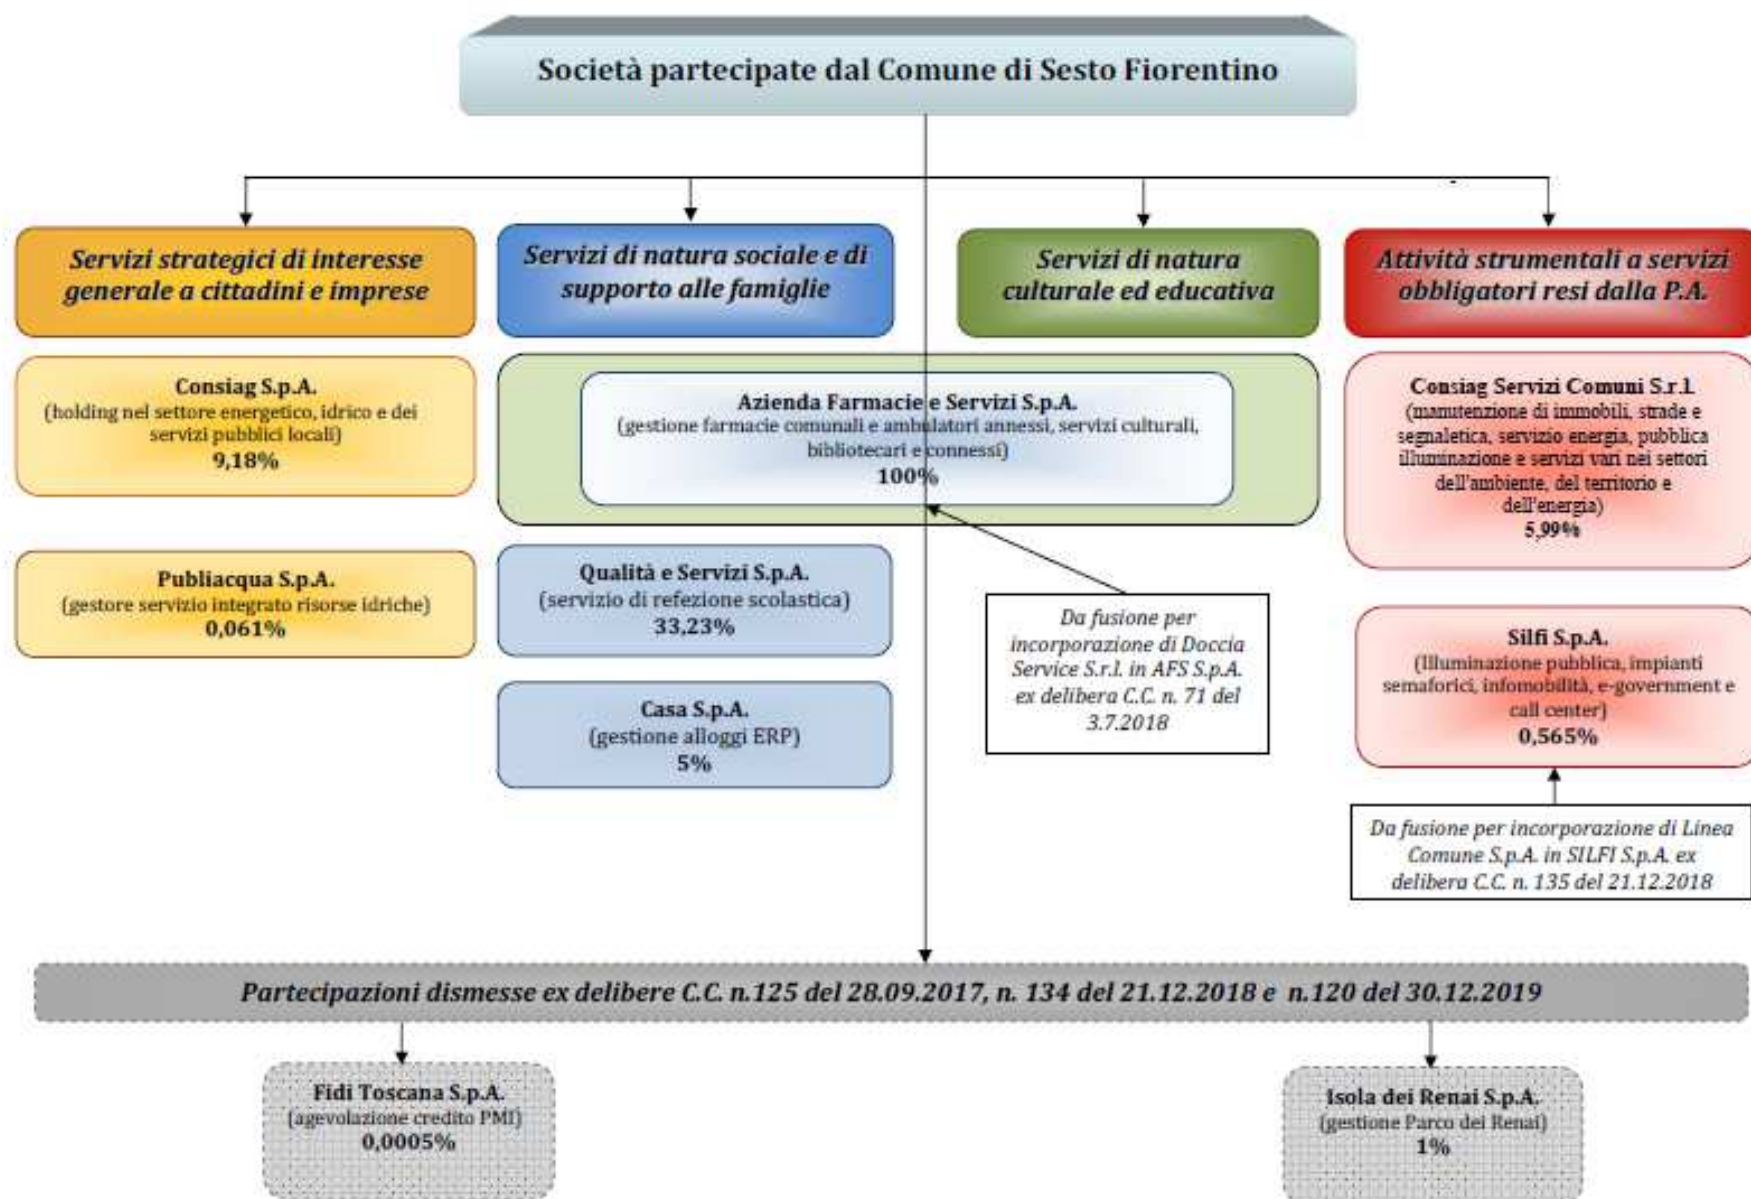 Società partecipate dal Comune di Sesto Fiorentino
Servizi strategici di interesse
generale a cittadini e imprese
Servizi di natura sociale e di
supporto alle famiglie
Servizi di natura
culturale ed educativa
Attività strumentali a servizi
obbligatori resi dalla P.A.
Consiag S.p.A.
(holding nel settore energetico, idrico e dei
servizi pubblici locali)
9,18%
Azienda Farmacie e Servizi S.p.A.
(gestione farmacie comunali e ambulatori annessi, servizi culturali,
bibliotecari e connessi)
100%
Consiag Servizi Comuni S.r.l.
(manutenzione di immobili, strade e
segnaletica, servizio energia, pubblica
illuminazione e servizi vari nei settori
dell'ambiente, del territorio e
dell'energia)
5,99%
Publiacqua S.p.A.
(gestore servizio integrato risorse idriche)
0,061%
Qualità e Servizi S.p.A.
(servizio di refezione scolastica)
33,23%
Casa S.p.A.
(gestione alloggi ERP)
5%
Da fusione per
incorporazione di Doccia
Service S.r.l. in AFS S.p.A.
ex delibera C.C. n. 71 del
3.7.2018
Silfi S.p.A.
(Illuminazione pubblica, impianti
semaforici, infomobilità, e-government e
call center)
0,565%
Da fusione per incorporazione di Linea
Comune S.p.A. in SILFI S.p.A. ex
delibera C.C. n. 135 del 21.12.2018
Partecipazioni dismesse ex delibere C.C. n.125 del 28.09.2017, n. 134 del 21.12.2018 e n.120 del 30.12.2019
Fidi Toscana S.p.A.
(agevolazione credito PMI)
0,0005%
Isola dei Renai S.p.A.
(gestione Parco dei Renai)
1%